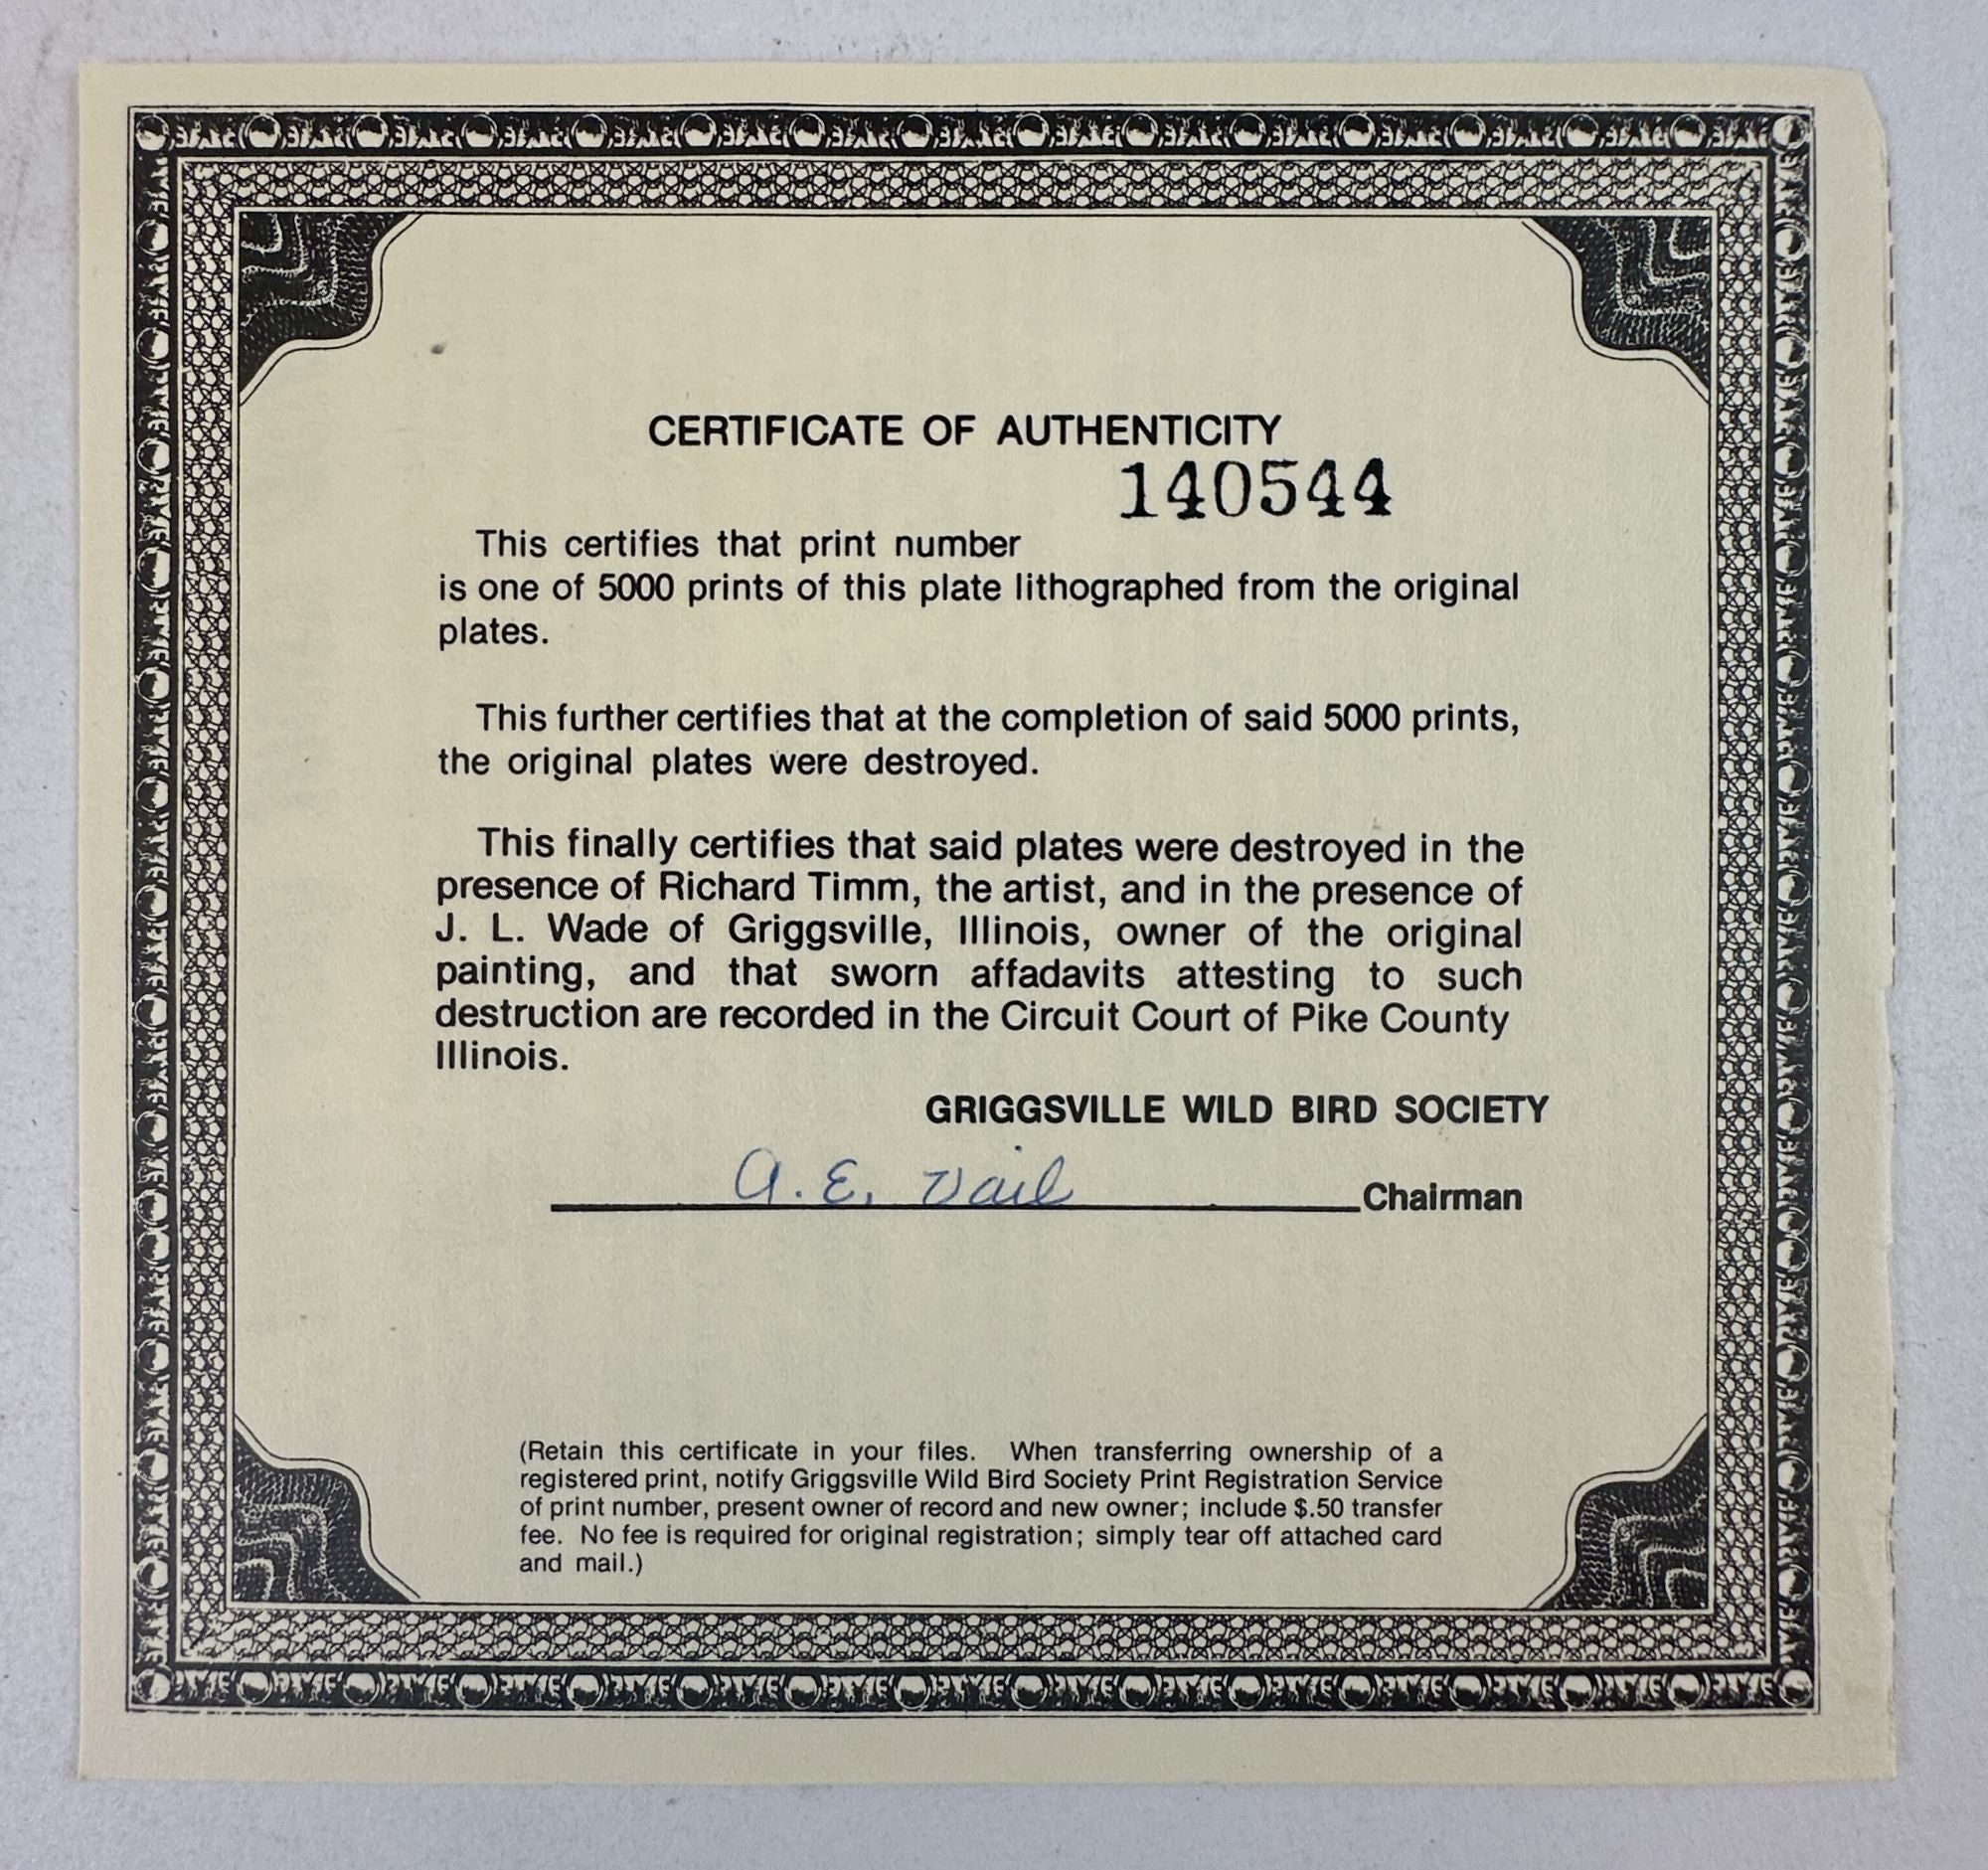 CERTIFICATE OF AUTHENTICITY
140544
This certifies that print number
is one of 5000 prints of this plate lithographed from the original
plates.
This further certifies that at the completion of said 5000 prints,
the original plates were destroyed.
This finally certifies that said plates were destroyed in the
presence of Richard Timm, the artist, and in the presence of
J. L. Wade of Griggsville, Illinois, owner of the original
painting, and that sworn affadavits attesting to such
destruction are recorded in the Circuit Court of Pike County
Illinois.
GRIGGSVILLE WILD BIRD SOCIETY
A. E. Vail Chairman
(Retain this certificate in your files. When transferring ownership of a
registered print, notify Griggsville Wild Bird Society Print Registration Service
of print number, present owner of record and new owner; include $.50 transfer
fee. No fee is required for original registration; simply tear off attached card
and mail.)